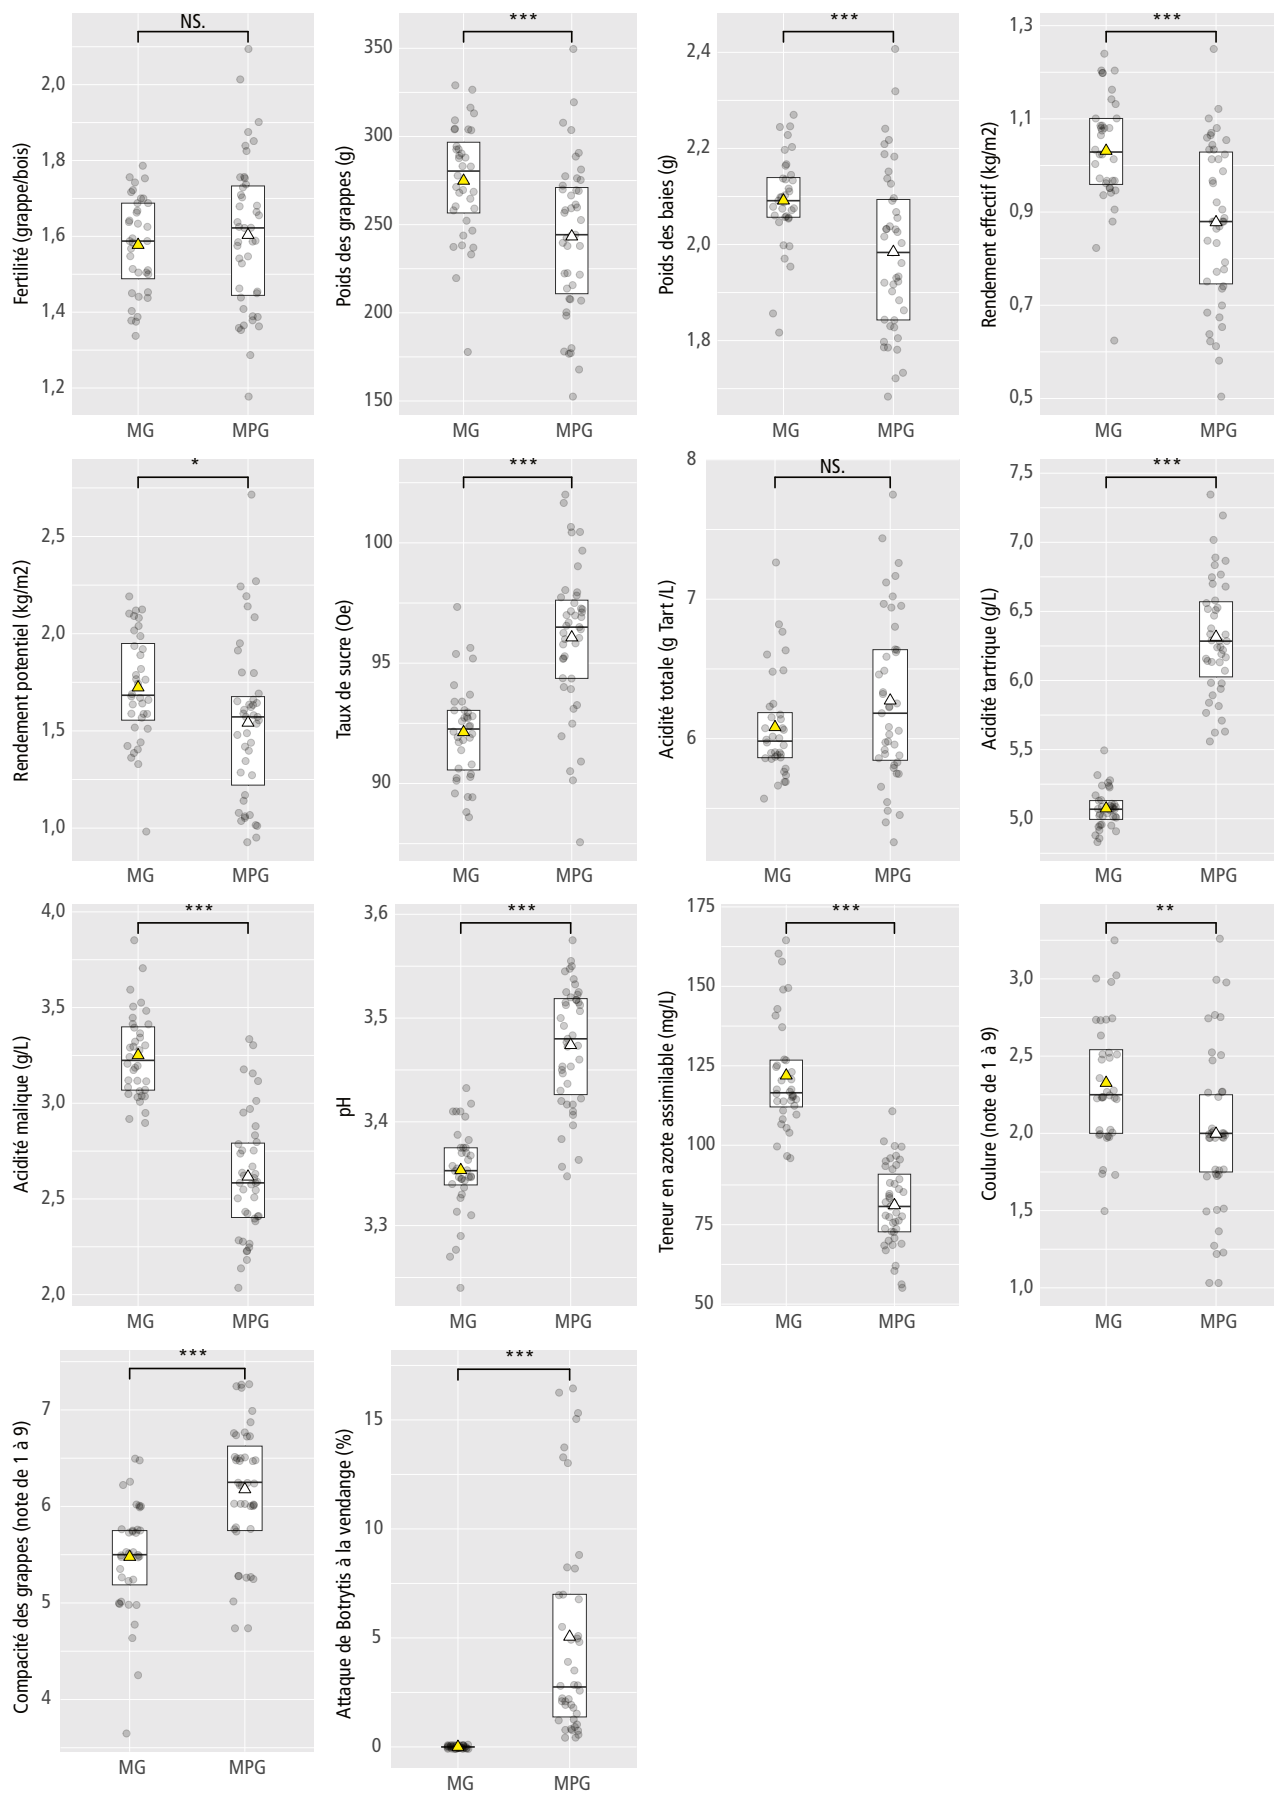 NS.
Fertilité (grappe/bois)
2,0
1,8
1,6
1,4
1,2
MG MPG
***
Poids des grappes (g)
350
300
250
200
150
MG MPG
***
Poids des baies (g)
2,4
2,2
2,0
1,8
MG MPG
***
Rendement effectif (kg/m2)
1,3
1,1
0,9
0,7
0,5
MG MPG
*
Rendement potentiel (kg/m2)
2,5
2,0
1,5
1,0
MG MPG
***
Taux de sucre (Oe)
100
95
90
MG MPG
NS.
Acidité totale (g Tart /L)
8
7
6
MG MPG
***
Acidité tartrique (g/L)
7,5
7,0
6,5
6,0
5,5
5,0
MG MPG
***
Acidité malique (g/L)
4,0
3,5
3,0
2,5
2,0
MG MPG
***
pH
3,6
3,5
3,4
3,3
MG MPG
***
Teneur en azote assimilable (mg/L)
175
150
125
100
75
50
MG MPG
**
Coulure (note de 1 à 9)
3,0
2,5
2,0
1,5
1,0
MG MPG
***
Compacité des grappes (note de 1 à 9)
7
6
5
4
MG MPG
***
Attaque de Botrytis à la vendange (%)
15
10
5
0
MG MPG